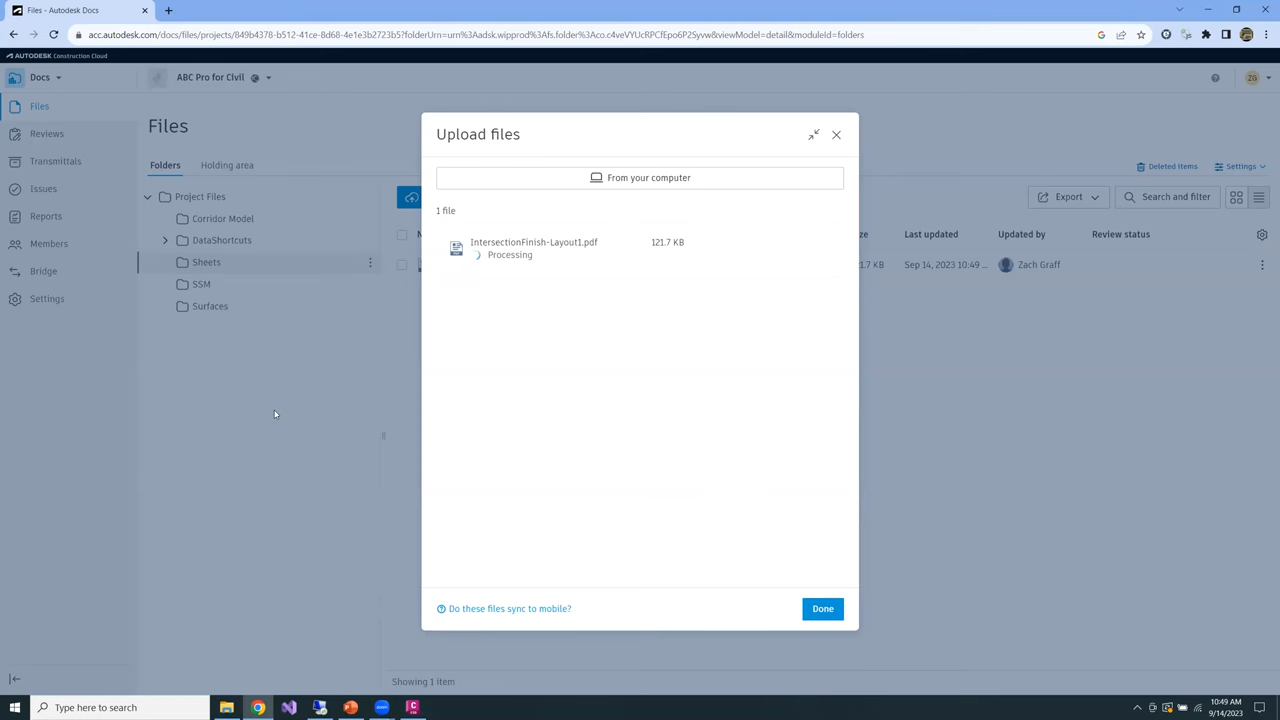 Files - Autodesk Docs
acc.autodesk.com/docs/files/projects/849b4378-b512-41ce-8d68-4e1e3b2723b5?folderUrn=urn%3Aadsk.wipprod%3Afs.folder%3Aco.c4veVYUcRPCfEpo6P2Syvw&viewModel=detail&moduleId=folders
AUTODESK Construction Cloud
Docs
ABC Pro for Civil
ZG
Files
Reviews
Transmittals
Issues
Reports
Members
Bridge
Settings
Files
Folders
Holding area
Deleted items
Settings
Project Files
Corridor Model
DataShortcuts
Sheets
SSM
Surfaces
Export
Search and filter
Last updated
Updated by
Review status
Sep 14, 2023 10:49 ...
Zach Graff
Upload files
From your computer
1 file
IntersectionFinish-Layout1.pdf
121.7 KB
Processing
Do these files sync to mobile?
Done
Showing 1 item
Type here to search
10:49 AM
9/14/2023